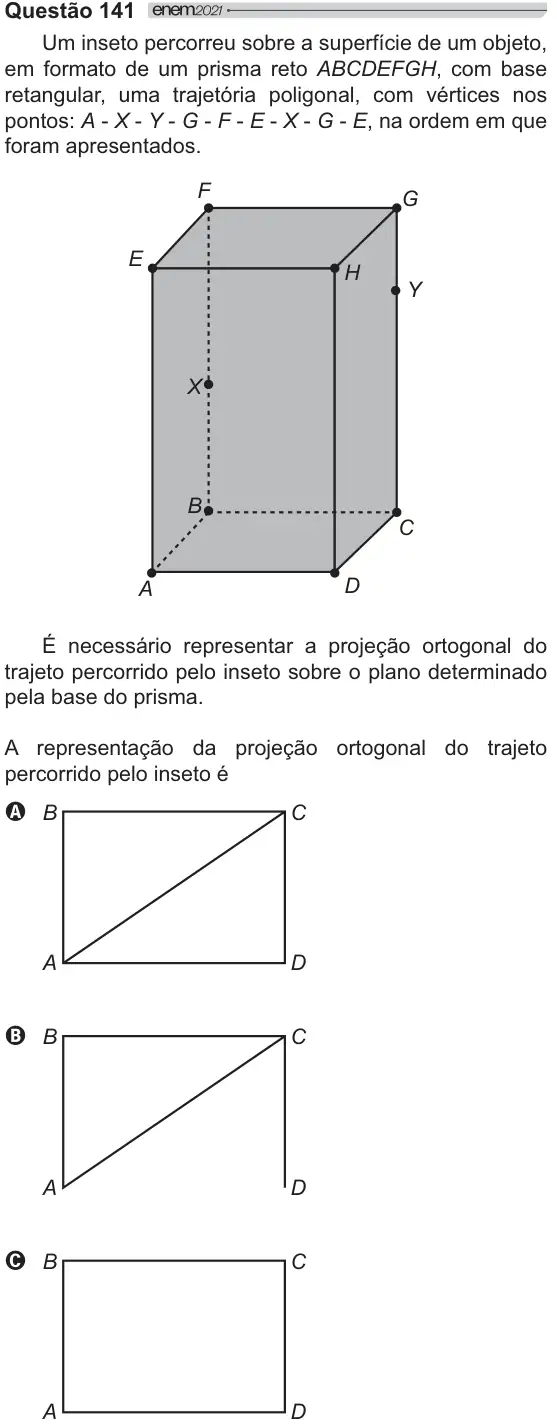 Questão 141 enem2021
Um inseto percorreu sobre a superfície de um objeto,
em formato de um prisma reto ABCDEFGH, com base
retangular, uma trajetória poligonal, com vértices nos
pontos: A - X - Y - G - F - E - X - G - E, na ordem em que
foram apresentados.
F
G
E
H
Y
X
B
C
A
D
É necessário representar a projeção ortogonal do
trajeto percorrido pelo inseto sobre o plano determinado
pela base do prisma.
A representação da projeção ortogonal do trajeto
percorrido pelo inseto é
A B C
A D
B B C
A D
C B C
A D